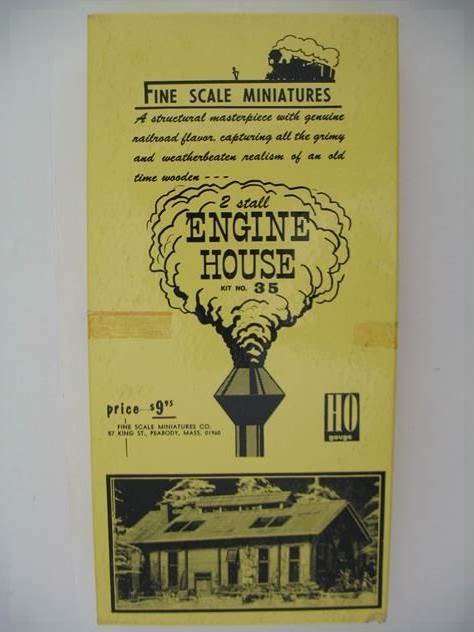 FINE SCALE MINIATURES
A structural masterpiece with genuine
railroad flavor, capturing all the grimy
and weatherbeaten realism of an old
time wooden ---
2 stall
ENGINE
HOUSE
KIT NO. 35
price $9.95
FINE SCALE MINIATURES CO.
87 KING ST., PEABODY, MASS. 01960
HO
gauge